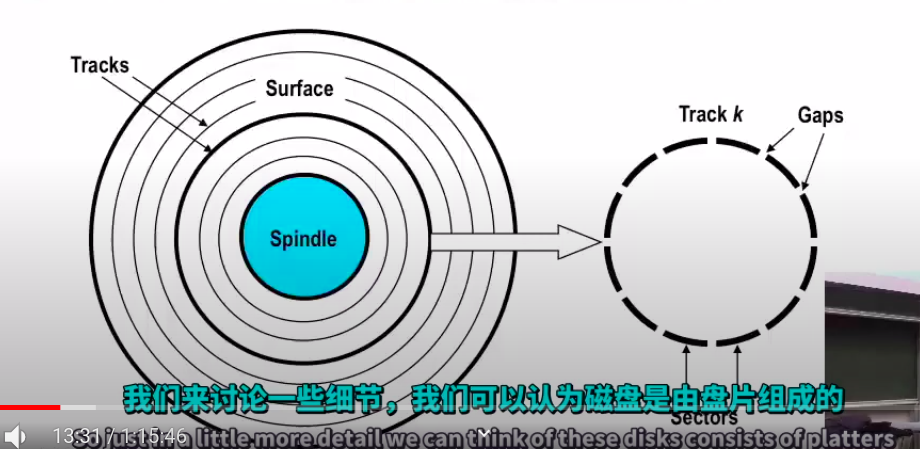 Tracks
Surface
Spindle
Track k
Gaps
Sectors
我们来讨论一些细节，我们可以认为磁盘是由盘片组成的
13:31 / 1:15:46
a little more detail we can think of these disks consists of platters